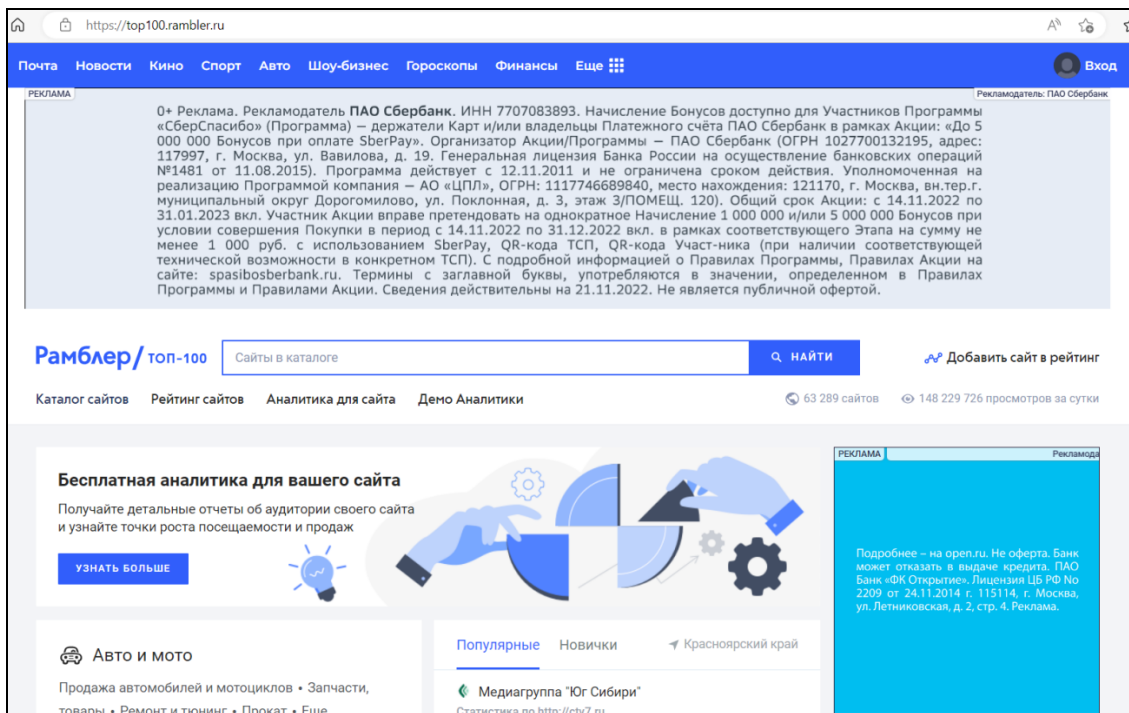 https://top100.rambler.ru
Почта Новости Кино Спорт Авто Шоу-бизнес Гороскопы Финансы Еще Вход
РЕКЛАМА Рекламодатель: ПАО Сбербанк
0+ Реклама. Рекламодатель ПАО Сбербанк. ИНН 7707083893. Начисление Бонусов доступно для Участников Программы
«СберСпасибо» (Программа) – держатели Карт и/или владельцы Платежного счёта ПАО Сбербанк в рамках Акции: «До 5
000 000 Бонусов при оплате SberPay». Организатор Акции/Программы – ПАО Сбербанк (ОГРН 1027700132195, адрес:
117997, г. Москва, ул. Вавилова, д. 19. Генеральная лицензия Банка России на осуществление банковских операций
№1481 от 11.08.2015). Программа действует с 12.11.2011 и не ограничена сроком действия. Уполномоченная на
реализацию Программой компания – АО «ЦПЛ», ОГРН: 1117746689840, место нахождения: 121170, г. Москва, вн.тер.г.
муниципальный округ Дорогомилово, ул. Поклонная, д. 3, этаж 3/ПОМЕЩ. 120). Общий срок Акции: с 14.11.2022 по
31.01.2023 вкл. Участник Акции вправе претендовать на однократное Начисление 1 000 000 и/или 5 000 000 Бонусов при
условии совершения Покупки в период с 14.11.2022 по 31.12.2022 вкл. в рамках соответствующего Этапа на сумму не
менее 1 000 руб. с использованием SberPay, QR-кода ТСП, QR-кода Участ-ника (при наличии соответствующей
технической возможности в конкретном ТСП). С подробной информацией о Правилах Программы, Правилах Акции на
сайте: spasibosberbank.ru. Термины с заглавной буквы, употребляются в значении, определенном в Правилах
Программы и Правилами Акции. Сведения действительны на 21.11.2022. Не является публичной офертой.
Рамблер/ ТОП-100 Сайты в каталоге НАЙТИ Добавить сайт в рейтинг
Каталог сайтов Рейтинг сайтов Аналитика для сайта Демо Аналитики 63 289 сайтов 148 229 726 просмотров за сутки
Бесплатная аналитика для вашего сайта
Получайте детальные отчеты об аудитории своего сайта
и узнайте точки роста посещаемости и продаж
УЗНАТЬ БОЛЬШЕ
РЕКЛАМА Рекламода
Подробнее – на open.ru. Не оферта. Банк
может отказать в выдаче кредита. ПАО
Банк «ФК Открытие». Лицензия ЦБ РФ No
2209 от 24.11.2014 г. 115114, г. Москва,
ул. Летниковская, д. 2, стр. 4. Реклама.
Авто и мото
Продажа автомобилей и мотоциклов • Запчасти,
товары • Ремонт и тюнинг • Прокат • Еще
Популярные Новички Красноярский край
Медиагруппа "Юг Сибири"
Статистика по http://ctv7.ru